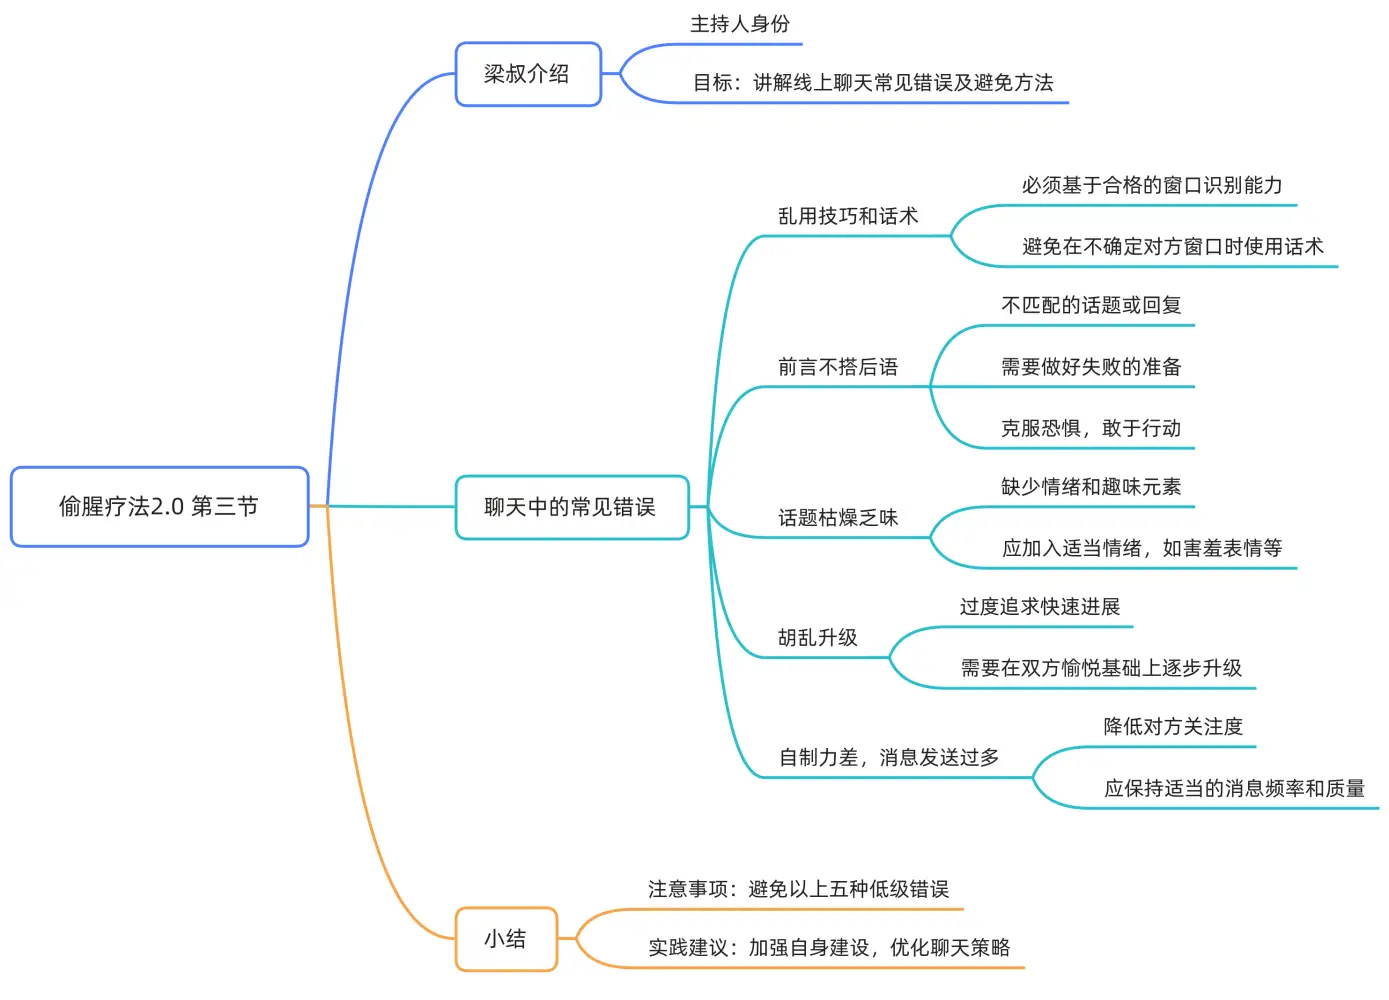 偷腥疗法2.0 第三节
梁叔介绍
主持人身份
目标：讲解线上聊天常见错误及避免方法
聊天中的常见错误
乱用技巧和话术
必须基于合格的窗口识别能力
避免在不确定对方窗口时使用话术
前言不搭后语
不匹配的话题或回复
需要做好失败的准备
克服恐惧，敢于行动
话题枯燥乏味
缺少情绪和趣味元素
应加入适当情绪，如害羞表情等
胡乱升级
过度追求快速进展
需要在双方愉悦基础上逐步升级
自制力差，消息发送过多
降低对方关注度
应保持适当的消息频率和质量
小结
注意事项：避免以上五种低级错误
实践建议：加强自身建设，优化聊天策略